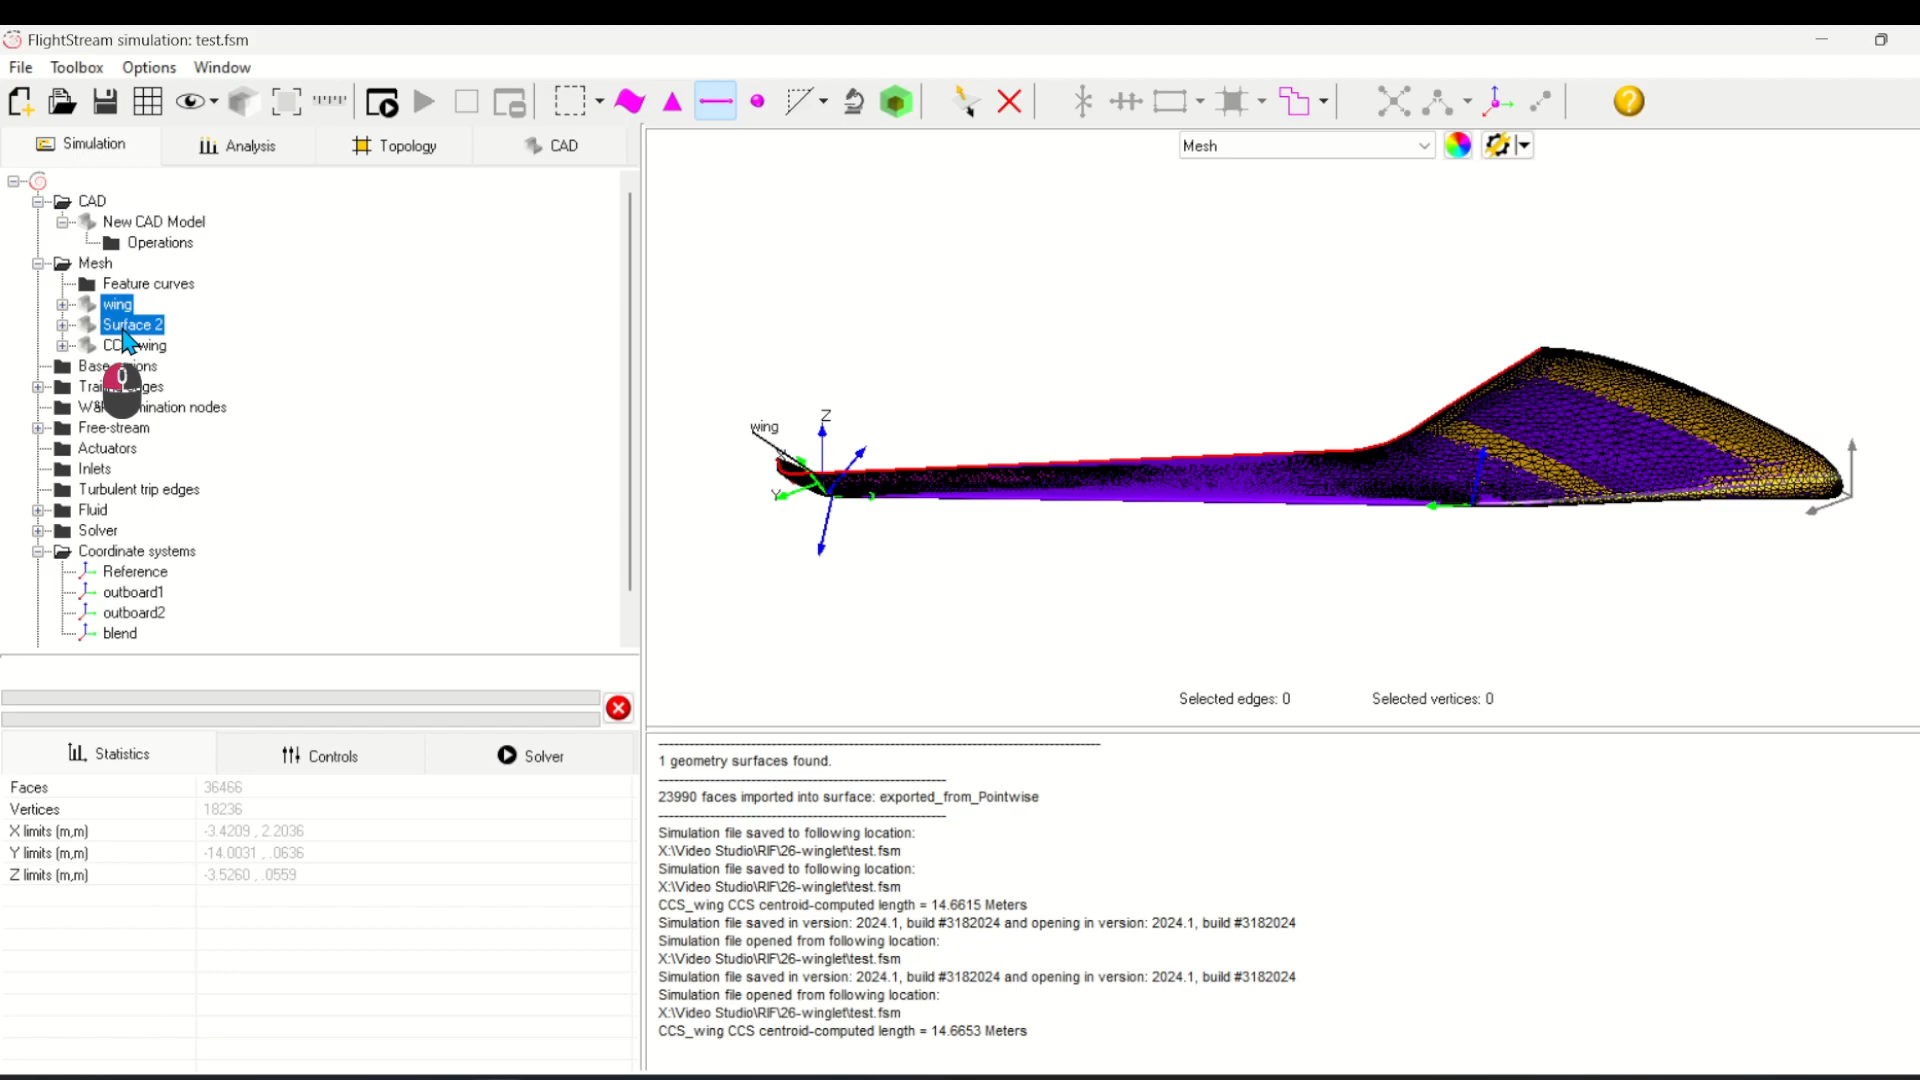 FlightStream simulation: test.fsm
File Toolbox Options Window
Simulation Analysis Topology CAD
Mesh
CAD
New CAD Model
Operations
Mesh
Feature curves
wing
Surface 2
wing
Free-stream
Actuators
Inlets
Turbulent trip edges
Fluid
Solver
Coordinate systems
Reference
outboard1
outboard2
blend
wing
Z
Y
Selected edges: 0 Selected vertices: 0
Statistics Controls Solver
Faces 36466
Vertices 18236
X limits (m,m) -3.4209 , 2.2036
Y limits (m,m) -14.0031 , .0636
Z limits (m,m) -3.5260 , .0559
1 geometry surfaces found.
23990 faces imported into surface: exported_from_Pointwise
Simulation file saved to following location:
X:\Video Studio\RIF\26-winglet\test.fsm
Simulation file saved to following location:
X:\Video Studio\RIF\26-winglet\test.fsm
CCS_wing CCS centroid-computed length = 14.6615 Meters
Simulation file saved in version: 2024.1, build #3182024 and opening in version: 2024.1, build #3182024
Simulation file opened from following location:
X:\Video Studio\RIF\26-winglet\test.fsm
Simulation file saved in version: 2024.1, build #3182024 and opening in version: 2024.1, build #3182024
Simulation file opened from following location:
X:\Video Studio\RIF\26-winglet\test.fsm
CCS_wing CCS centroid-computed length = 14.6653 Meters